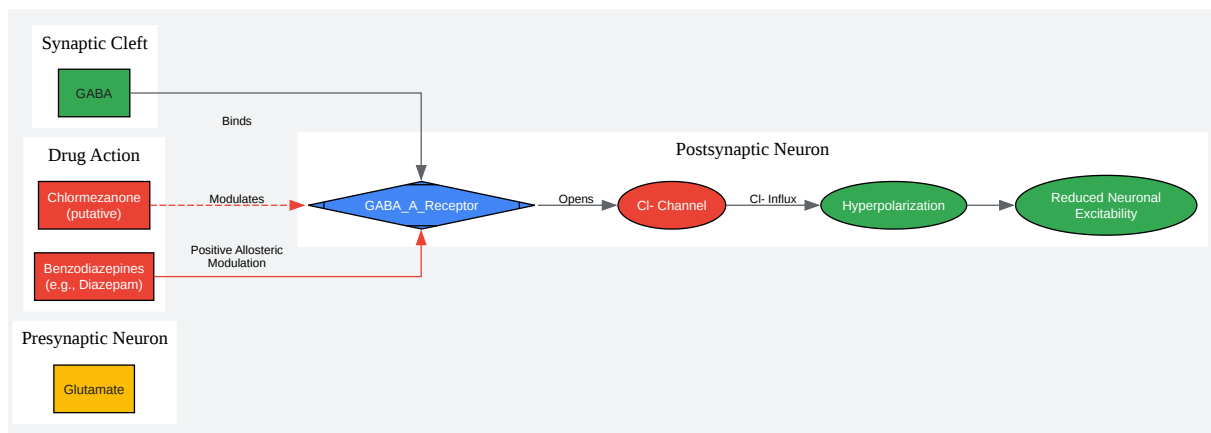 Synaptic Cleft
GABA
Binds
Drug Action
Chlormezanone
(putative)
Modulates
Benzodiazepines
(e.g., Diazepam)
Positive Allosteric
Modulation
Postsynaptic Neuron
GABA_A_Receptor
Opens
Cl- Channel
Cl- Influx
Hyperpolarization
Reduced Neuronal
Excitability
Presynaptic Neuron
Glutamate